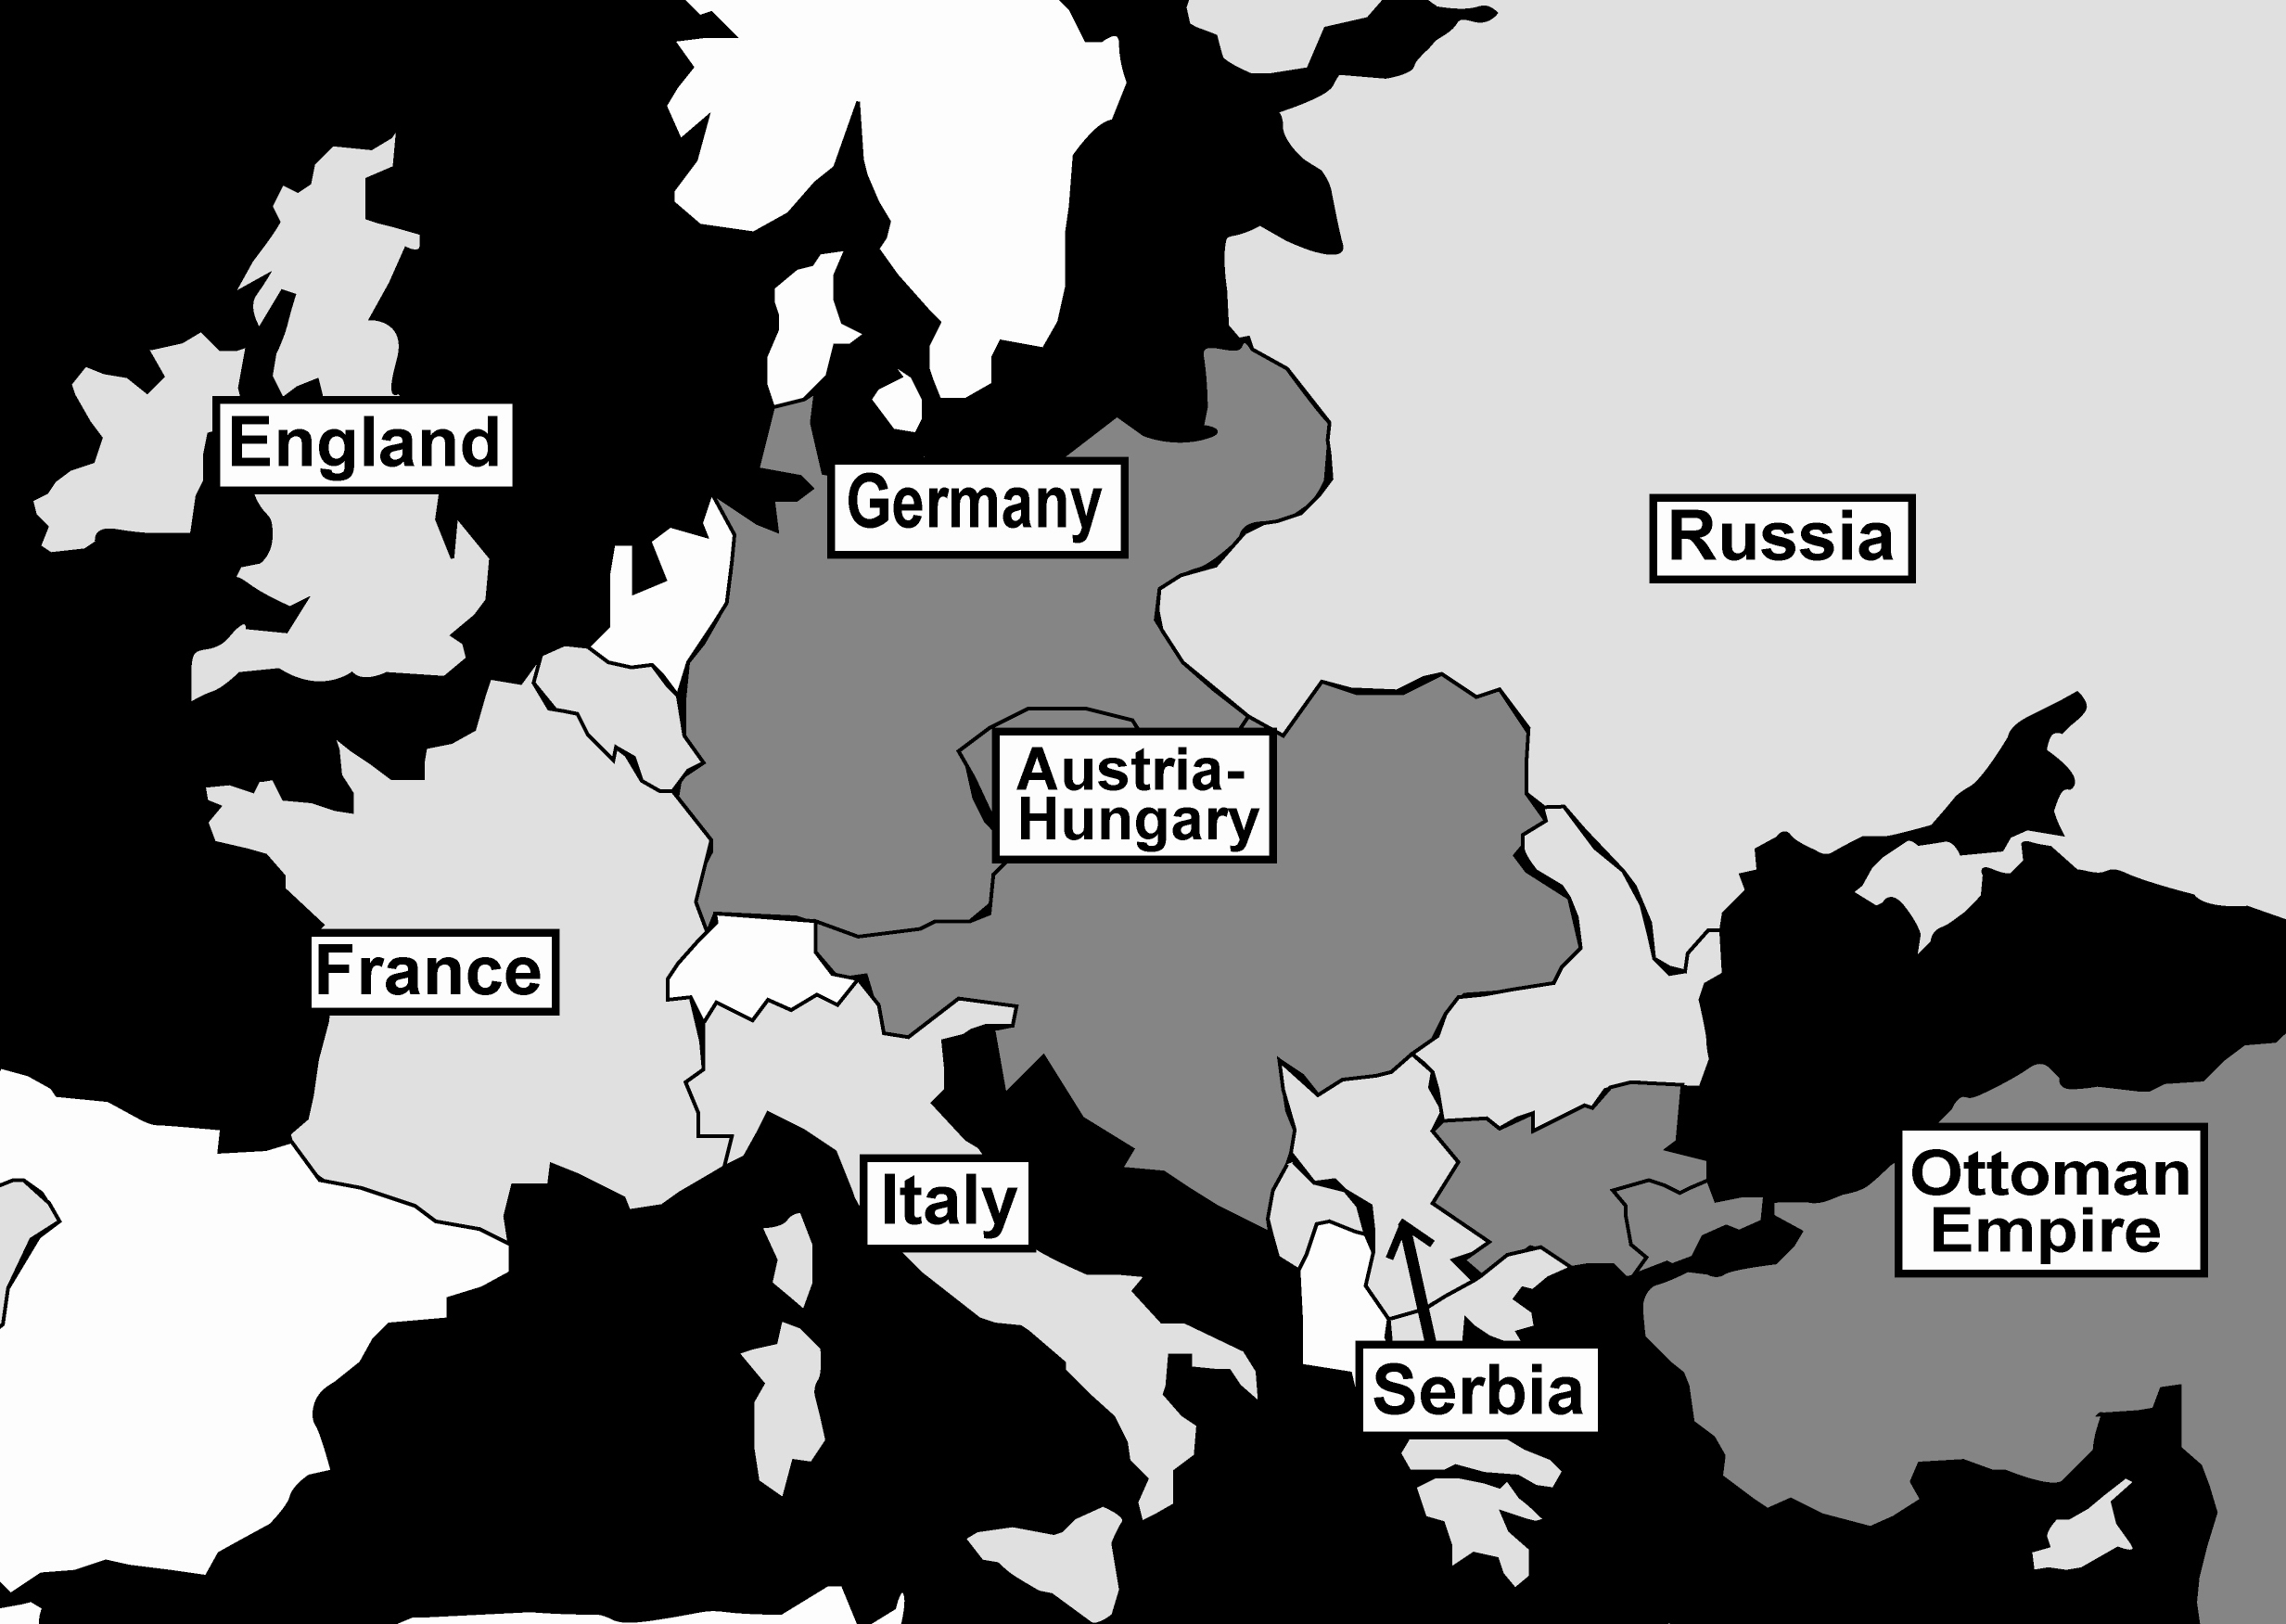 England
Germany
Russia
Austria-
Hungary
France
Ottoman
Empire
Italy
Serbia